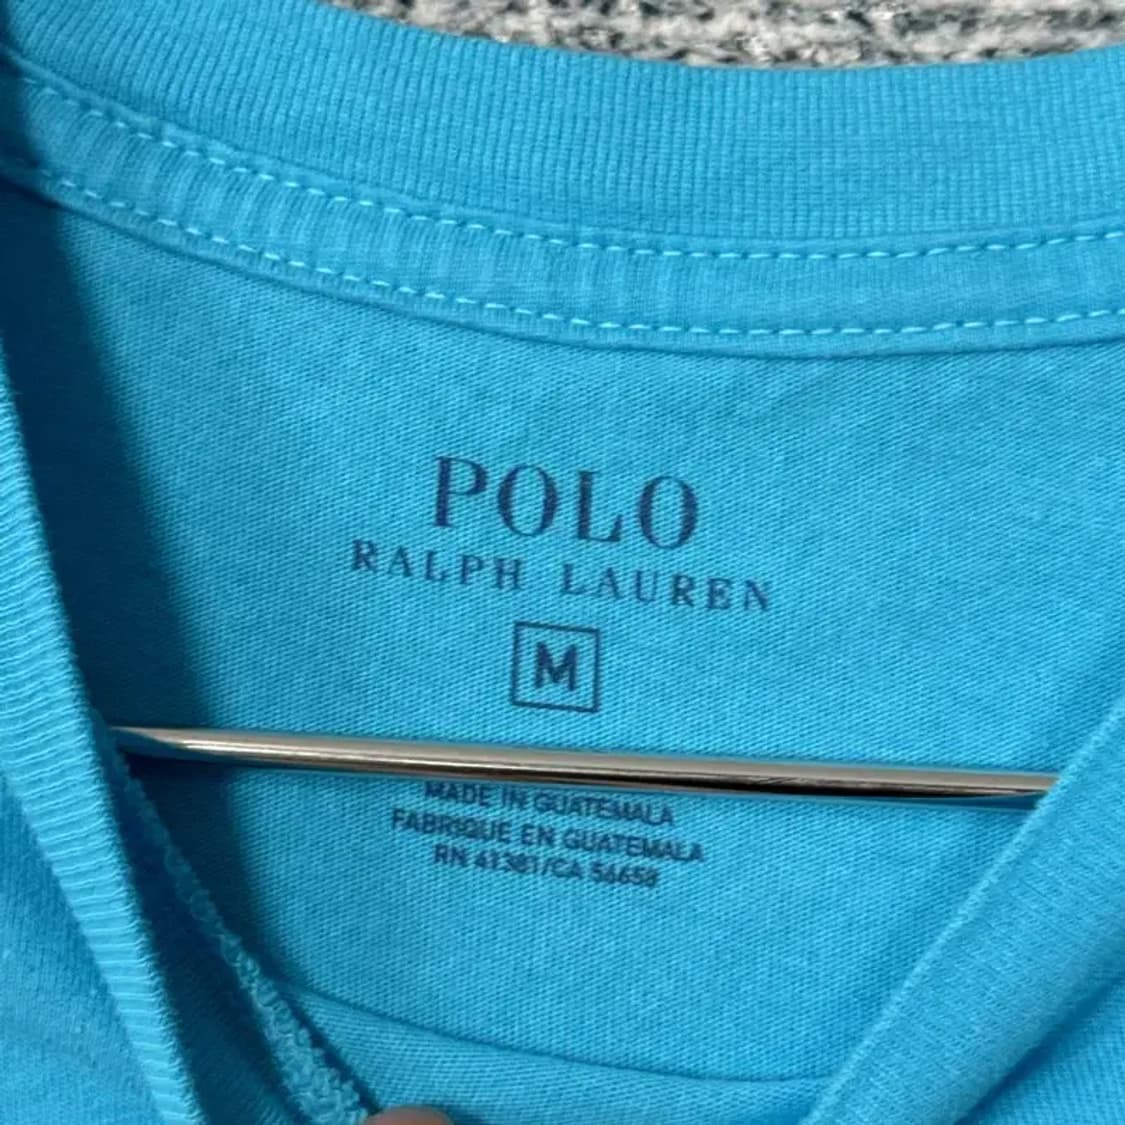 POLO
RALPH LAUREN
M
MADE IN GUATEMALA
FABRIQUE EN GUATEMALA
RN 41381/CA 56658